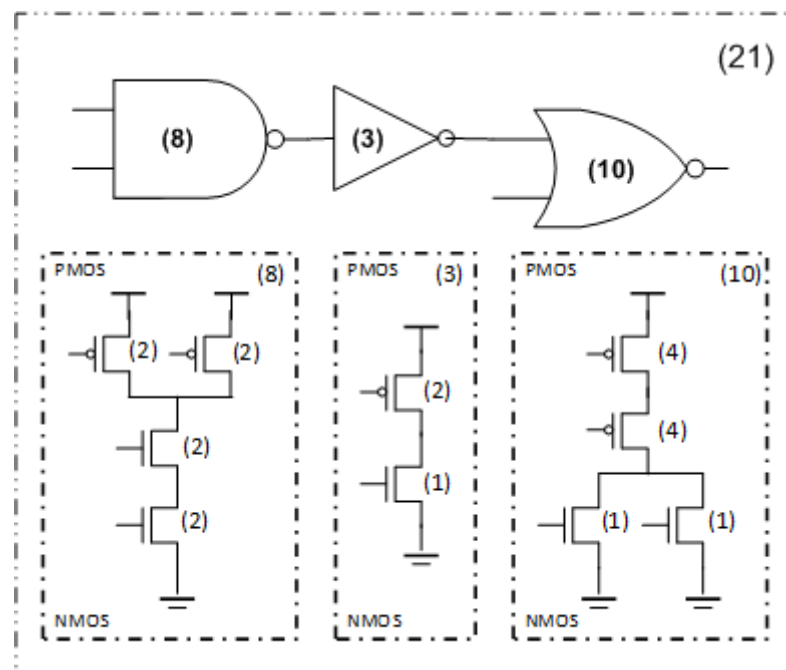 (21)
(8) (3) (10)
PMOS (8) PMOS (3) PMOS (10)
(2) (2) (2) (4)
(2) (1) (4)
(2) (1) (1)
NMOS NMOS NMOS